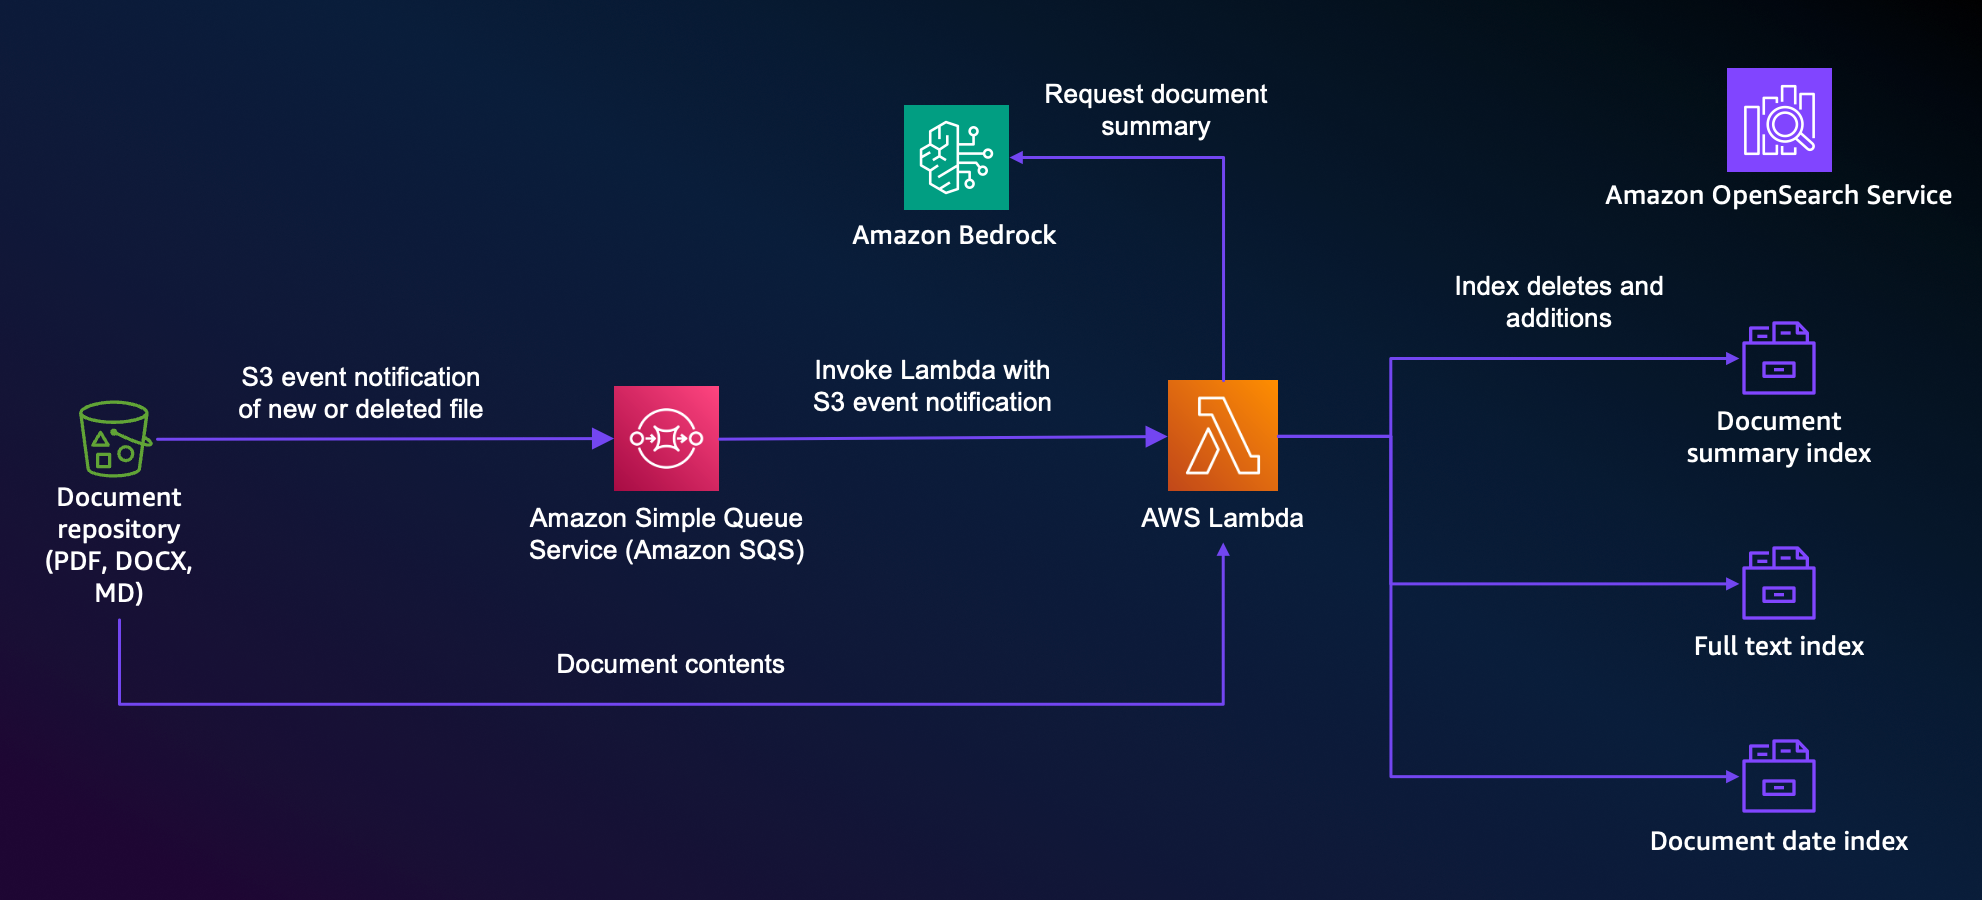 Request document
summary
Amazon Bedrock
Amazon OpenSearch Service
Index deletes and
additions
S3 event notification
of new or deleted file
Invoke Lambda with
S3 event notification
Document
summary index
Document
repository
(PDF, DOCX,
MD)
Amazon Simple Queue
Service (Amazon SQS)
AWS Lambda
Full text index
Document contents
Document date index